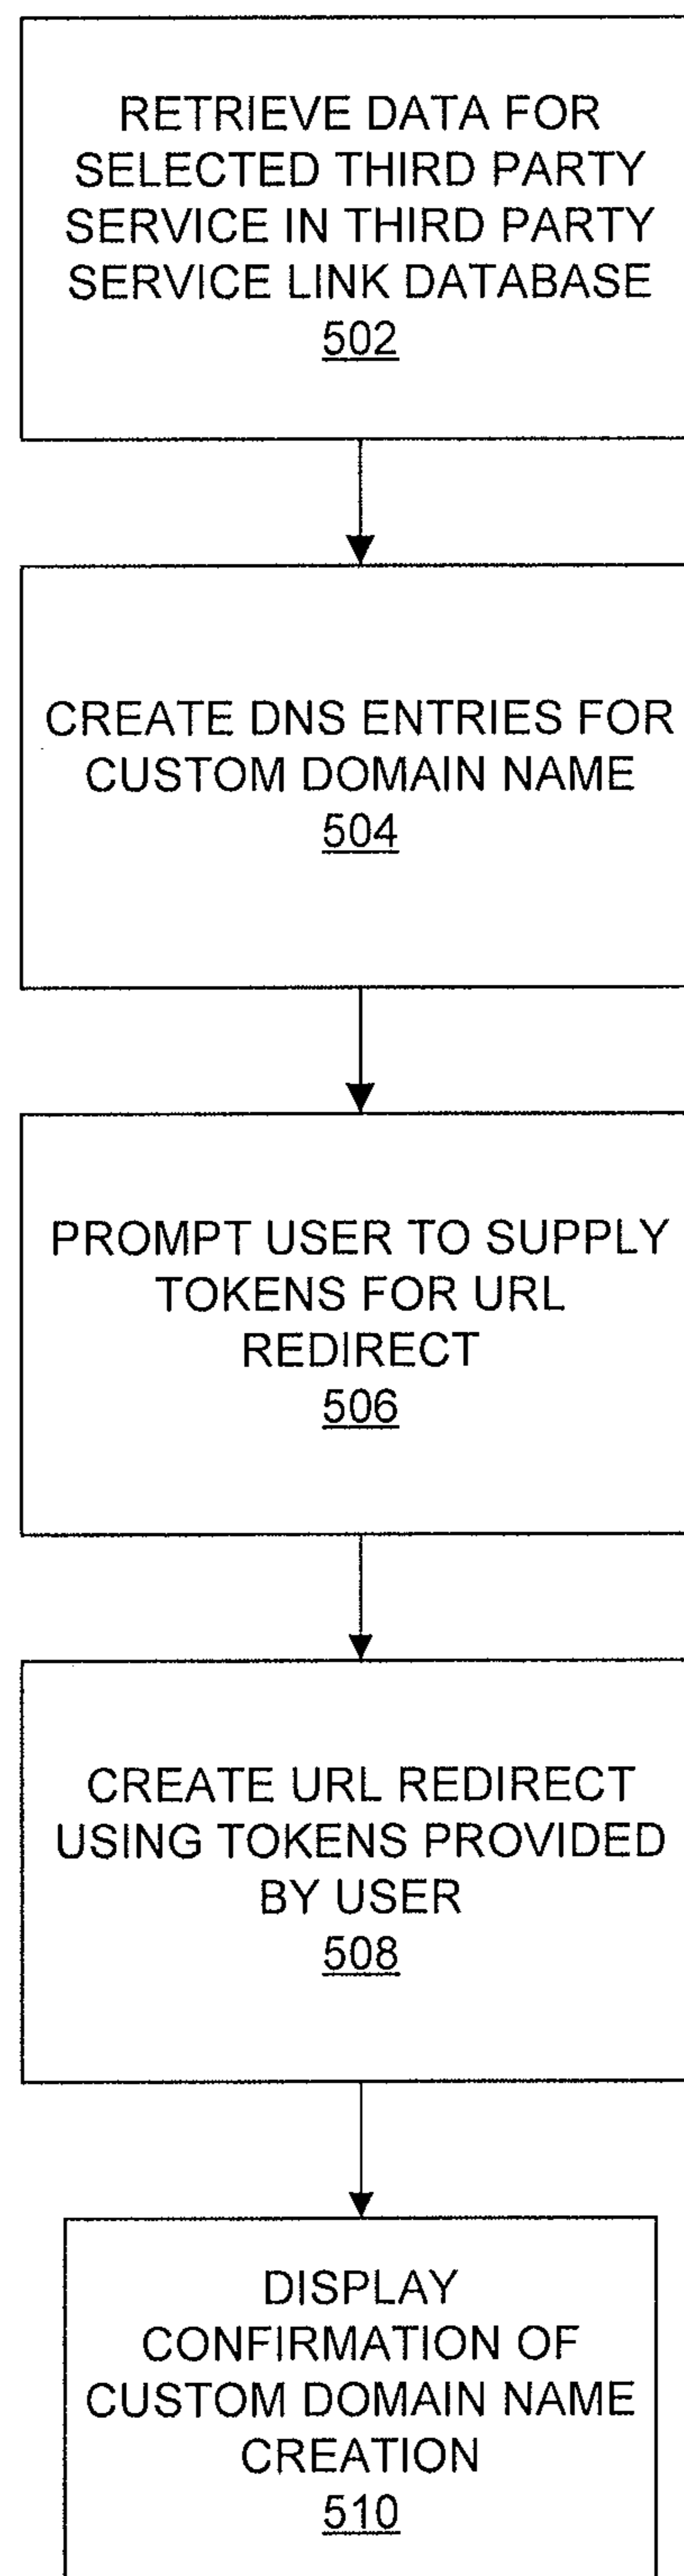 RETRIEVE DATA FOR
SELECTED THIRD PARTY
SERVICE IN THIRD PARTY
SERVICE LINK DATABASE
502
CREATE DNS ENTRIES FOR
CUSTOM DOMAIN NAME
504
PROMPT USER TO SUPPLY
TOKENS FOR URL
REDIRECT
506
CREATE URL REDIRECT
USING TOKENS PROVIDED
BY USER
508
DISPLAY
CONFIRMATION OF
CUSTOM DOMAIN NAME
CREATION
510